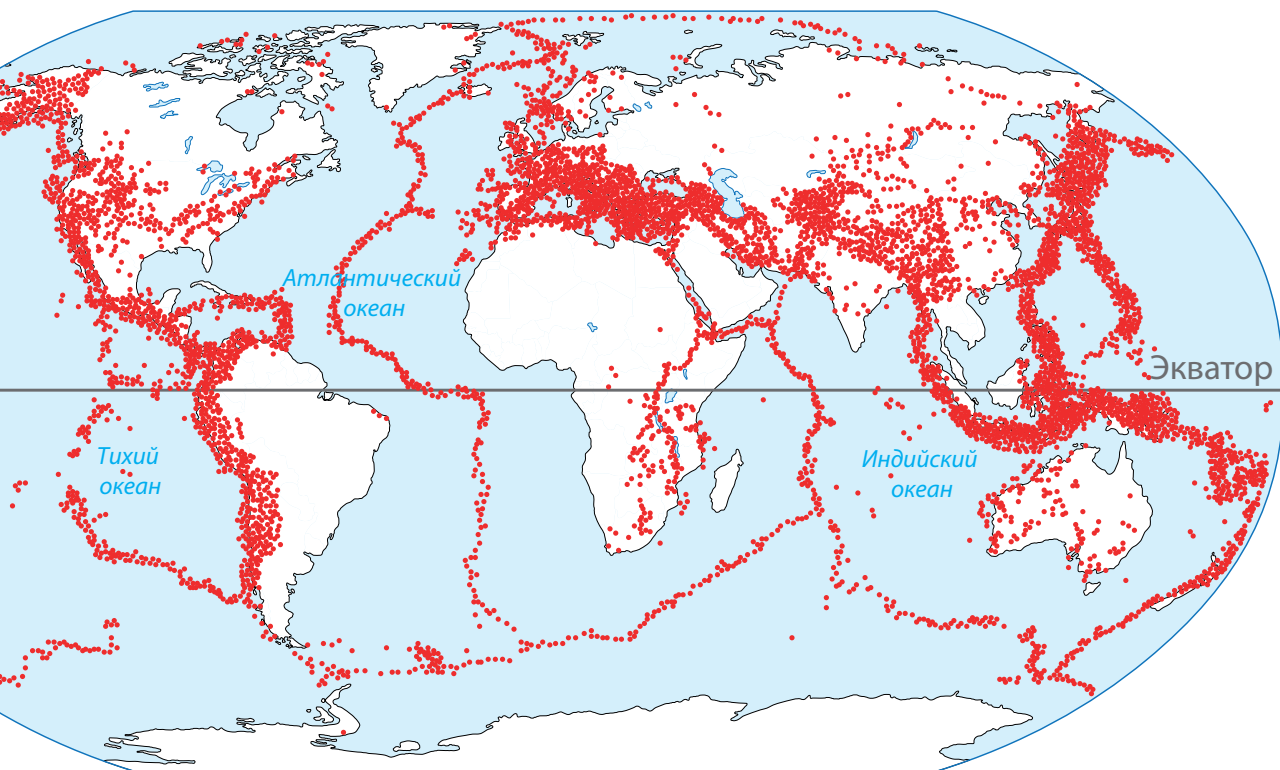 Атлантический
океан
Экватор
Тихий
океан
Индийский
океан